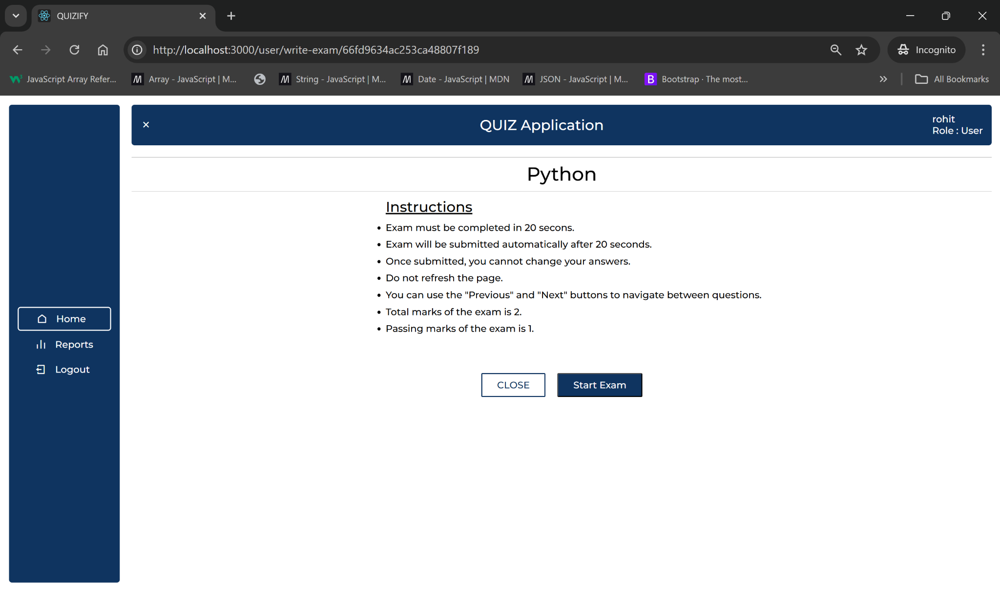 QUIZIFY
http://localhost:3000/user/write-exam/66fd9634ac253ca48807f189
Incognito
JavaScript Array Refer...
Array - JavaScript | M...
String - JavaScript | M...
Date - JavaScript | MDN
JSON - JavaScript | M...
B
Bootstrap · The most...
All Bookmarks
QUIZ Application
rohit
Role : User
Python
Instructions
• Exam must be completed in 20 secons.
• Exam will be submitted automatically after 20 seconds.
• Once submitted, you cannot change your answers.
• Do not refresh the page.
• You can use the "Previous" and "Next" buttons to navigate between questions.
• Total marks of the exam is 2.
• Passing marks of the exam is 1.
Home
Reports
Logout
CLOSE
Start Exam